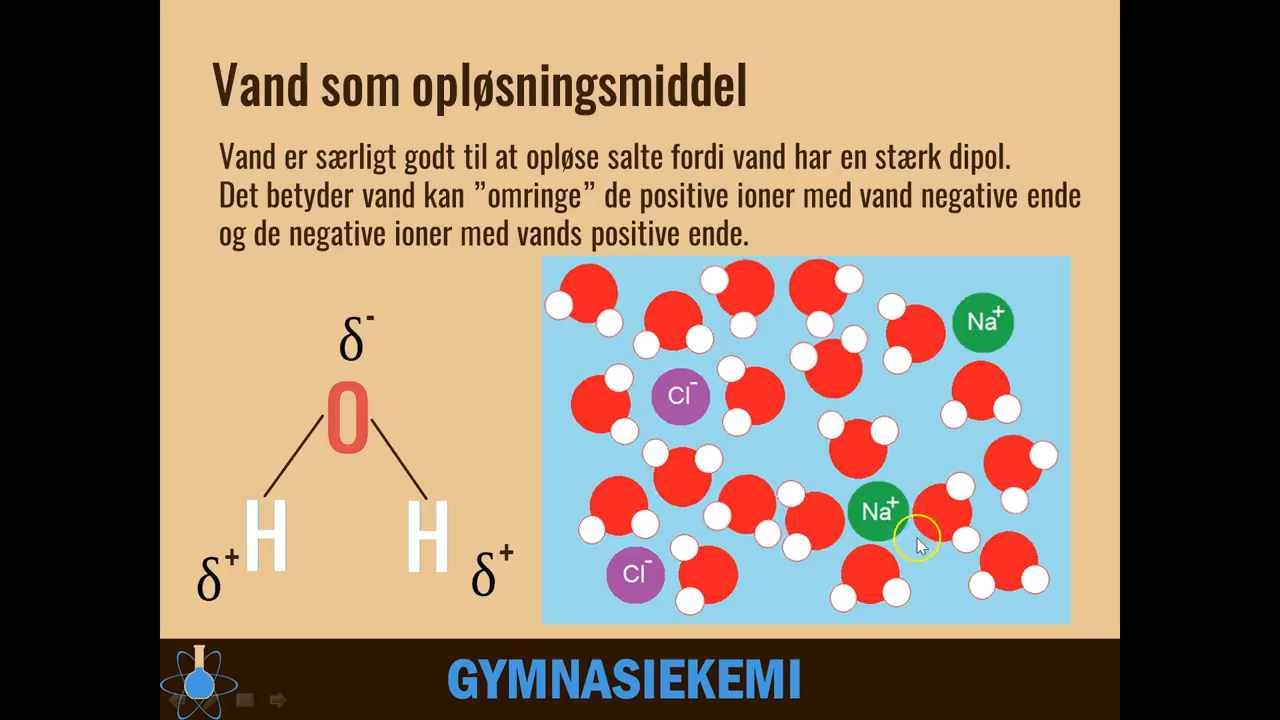 Vand som opløsningsmiddel
Vand er særligt godt til at opløse salte fordi vand har en stærk dipol.
Det betyder vand kan ”omringe” de positive ioner med vand negative ende
og de negative ioner med vands positive ende.
δ-
O
H H
δ+ δ+
Na+
Cl-
Na+
Cl-
GYMNASIEKEMI